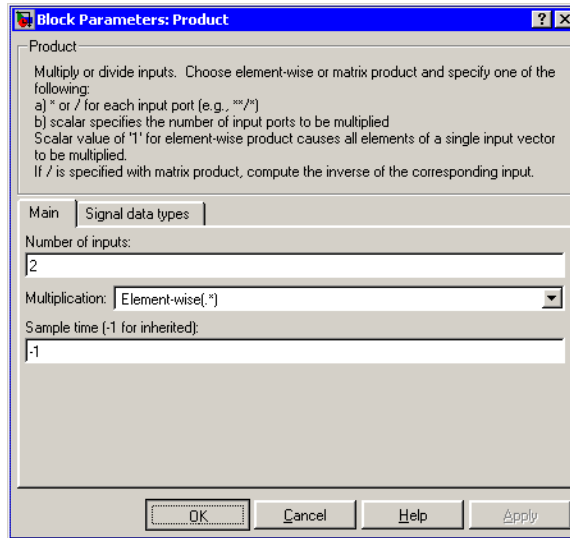 Block Parameters: Product
Product
Multiply or divide inputs. Choose element-wise or matrix product and specify one of the
following:
a) * or / for each input port (e.g., **/*)
b) scalar specifies the number of input ports to be multiplied
Scalar value of '1' for element-wise product causes all elements of a single input vector
to be multiplied.
If / is specified with matrix product, compute the inverse of the corresponding input.
Main Signal data types
Number of inputs:
2
Multiplication: Element-wise(.*)
Sample time (-1 for inherited):
-1
OK Cancel Help Apply